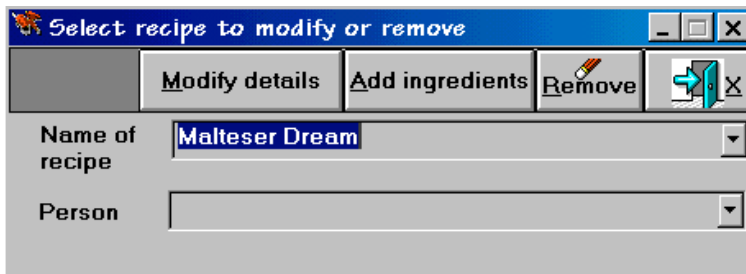 Select recipe to modify or remove
Modify details Add ingredients Remove X
Name of recipe Malteser Dream
Person